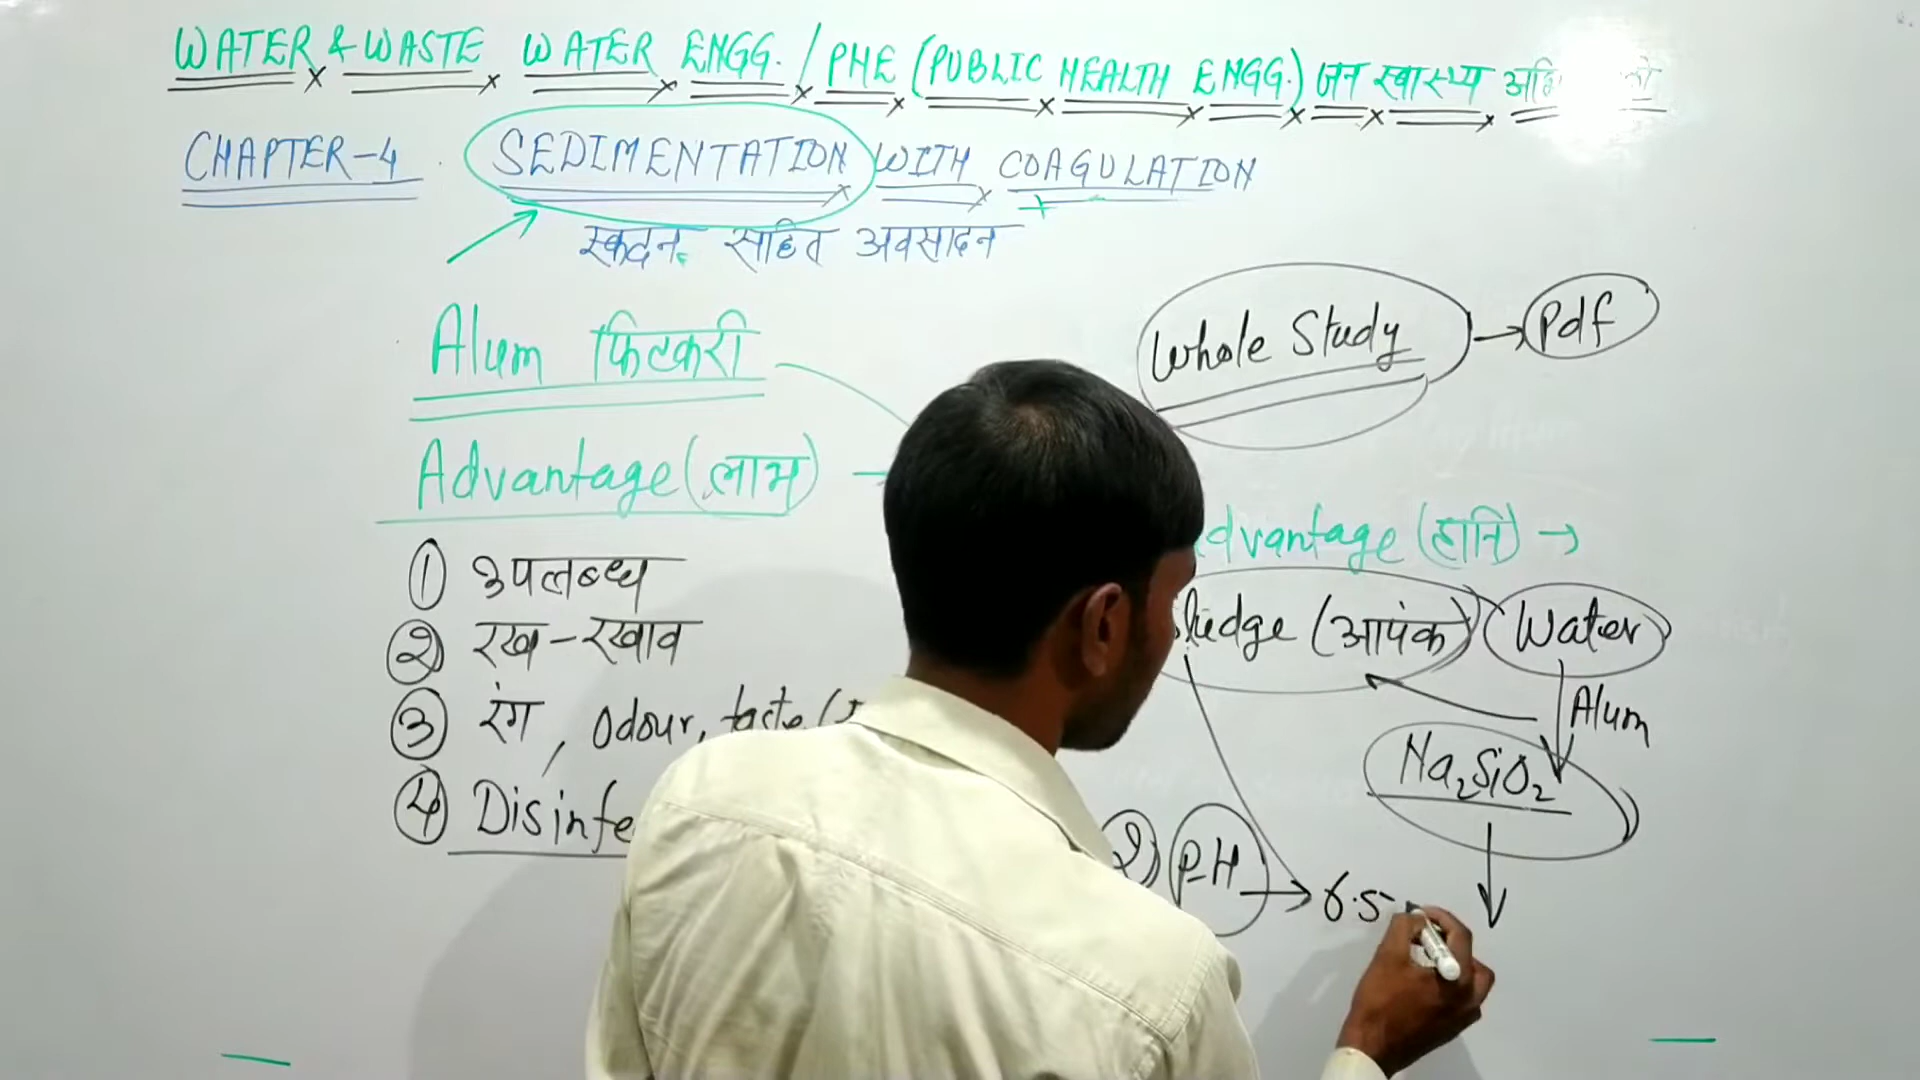 WATER & WASTE WATER ENGG. / PHE (PUBLIC HEALTH ENGG.) जन स्वास्थ्य
CHAPTER-4 SEDIMENTATION WITH COAGULATION
स्कंदन सहित अवसादन
Alum फिटकरी
Whole Study → Pdf
Advantage (लाभ)
① उपलब्ध
② रख-रखाव
③ रंग, odour, taste (
④ Disinfe
dvantage (हानि) →
ludge (आपंक) Water
Alum
Na₂SiO₂
2) PH → 6.5